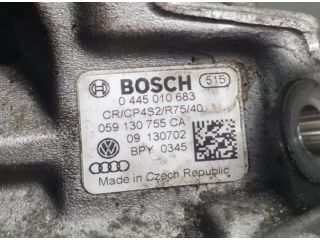 BOSCH 515
0 445 010 683
CR/CP4S2/R75/40
059 130 755 CA
09 130702
BPY 0345
Made in Czech Republic